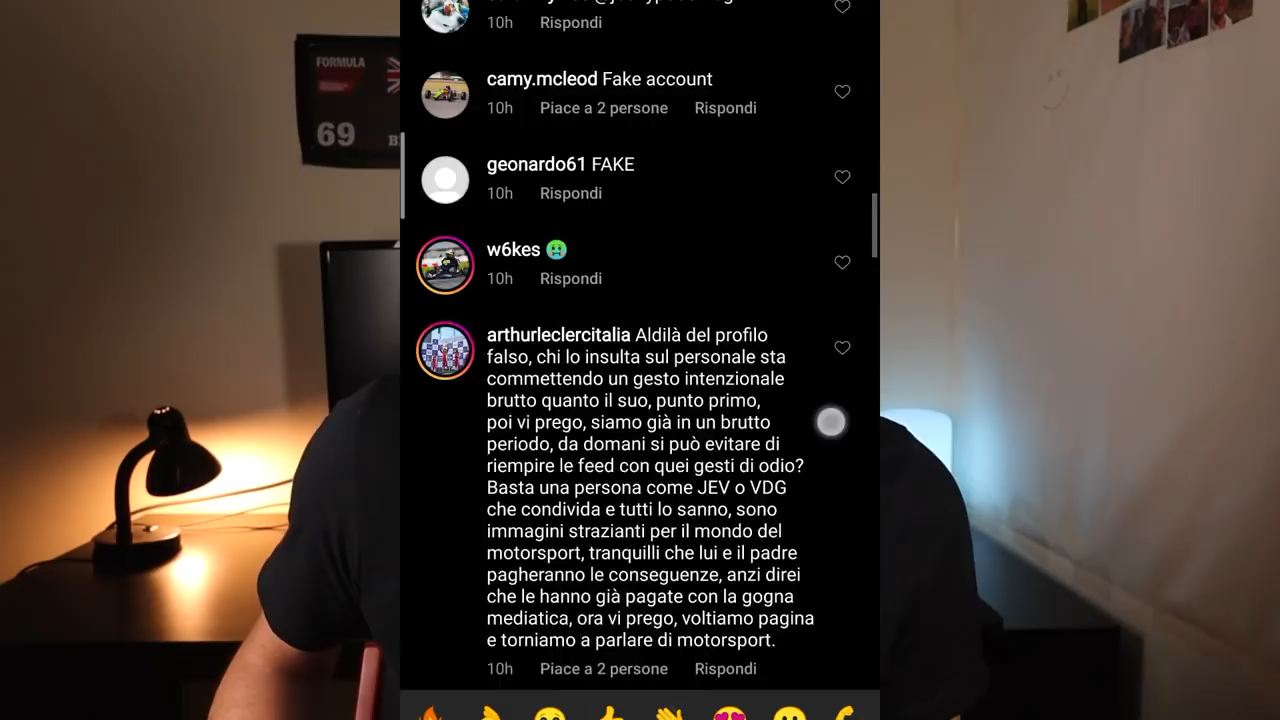 10h Rispondi
FORMULA
69
camy.mcleod Fake account
10h Piace a 2 persone Rispondi
geonardo61 FAKE
10h Rispondi
w6kes 🤢
10h Rispondi
arthurleclercitalia Aldilà del profilo
falso, chi lo insulta sul personale sta
commettendo un gesto intenzionale
brutto quanto il suo, punto primo,
poi vi prego, siamo già in un brutto
periodo, da domani si può evitare di
riempire le feed con quei gesti di odio?
Basta una persona come JEV o VDG
che condivida e tutti lo sanno, sono
immagini strazianti per il mondo del
motorsport, tranquilli che lui e il padre
pagheranno le conseguenze, anzi direi
che le hanno già pagate con la gogna
mediatica, ora vi prego, voltiamo pagina
e torniamo a parlare di motorsport.
10h Piace a 2 persone Rispondi